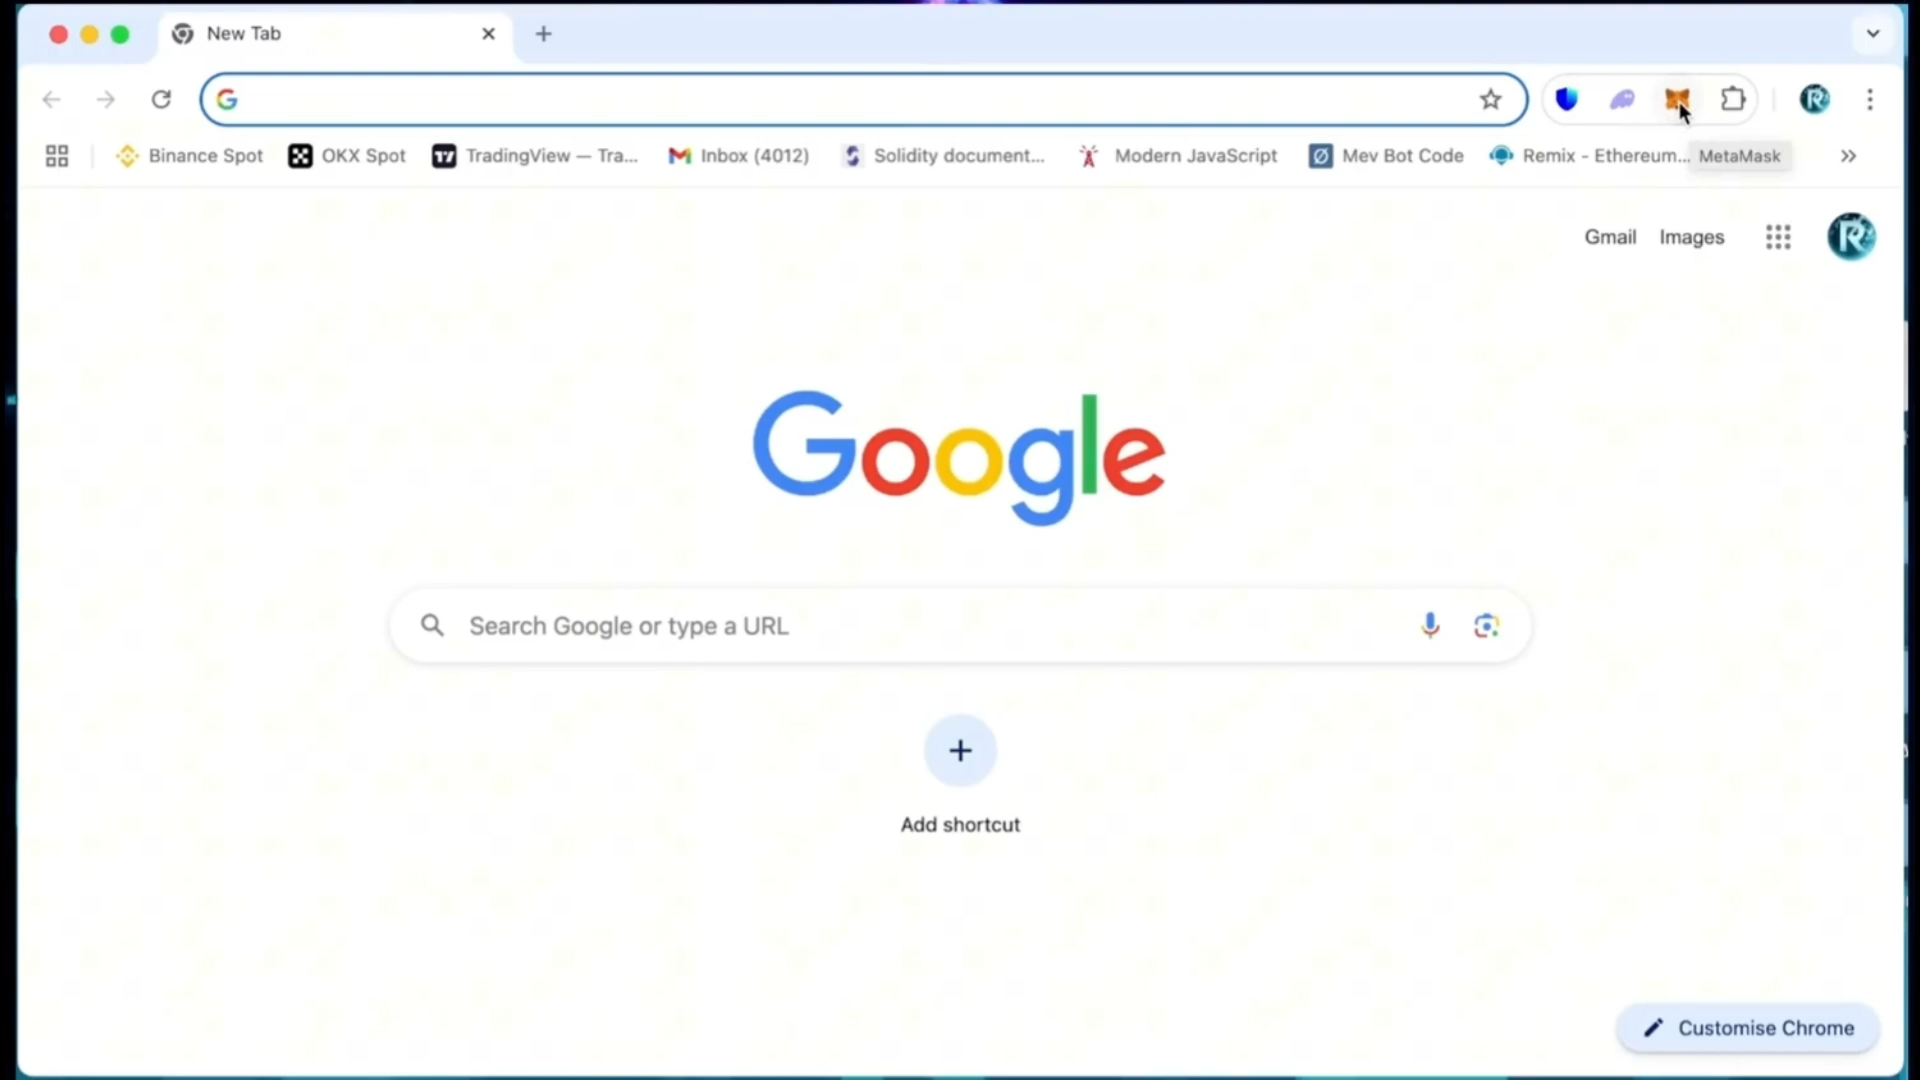 New Tab
Binance Spot
OKX Spot
TradingView — Tra...
Inbox (4012)
Solidity document...
Modern JavaScript
Mev Bot Code
Remix - Ethereum...
MetaMask
Gmail
Images
Google
Search Google or type a URL
Add shortcut
Customise Chrome